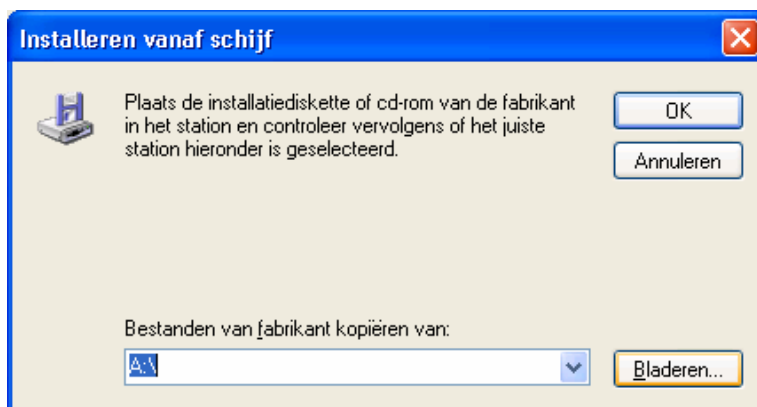 Installeren vanaf schijf
Plaats de installatiediskette of cd-rom van de fabrikant
in het station en controleer vervolgens of het juiste
station hieronder is geselecteerd.
OK
Annuleren
Bestanden van fabrikant kopiëren van:
A:\
Bladeren...